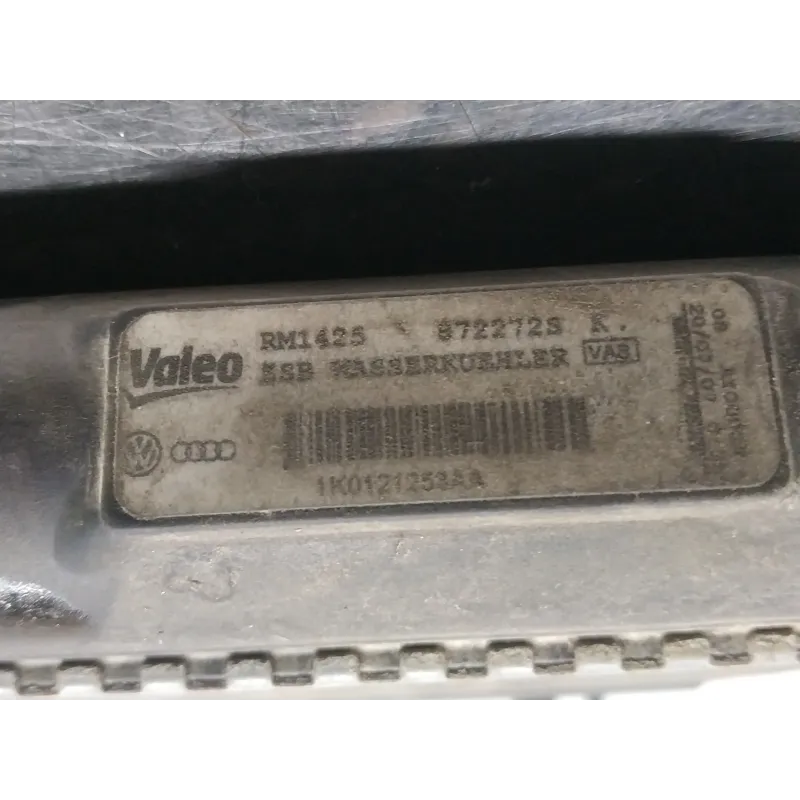 Valeo
RM1425 872272S K.
ESB WASSERKUEHLER VAS
1K0121253AA